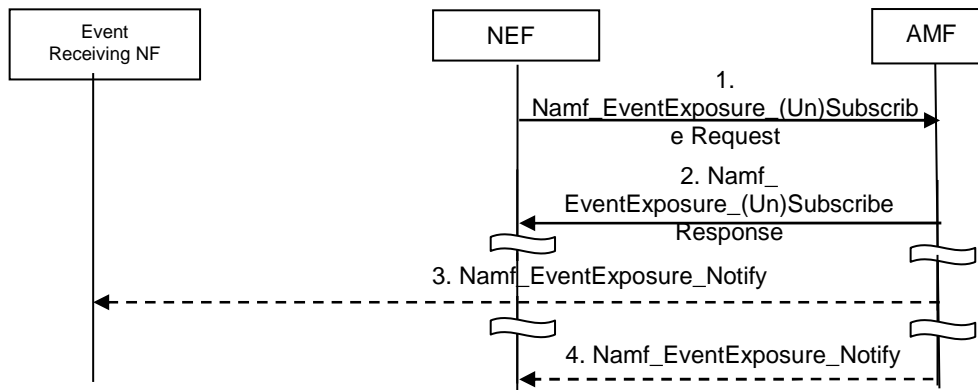 Event
Receiving NF
NEF
AMF
1.
Namf_EventExposure_(Un)Subscrib
e Request
2. Namf_
EventExposure_(Un)Subscribe
Response
3. Namf_EventExposure_Notify
4. Namf_EventExposure_Notify